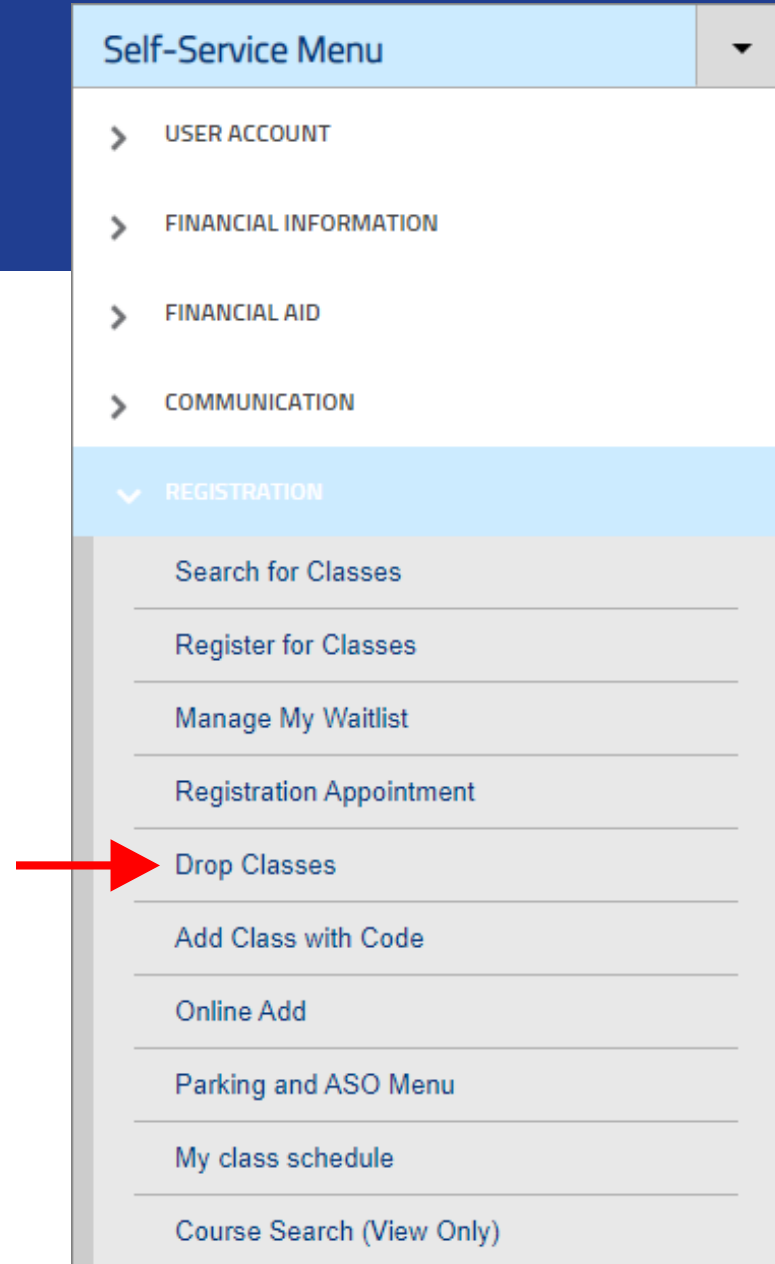 Self-Service Menu
USER ACCOUNT
FINANCIAL INFORMATION
FINANCIAL AID
COMMUNICATION
REGISTRATION
Search for Classes
Register for Classes
Manage My Waitlist
Registration Appointment
Drop Classes
Add Class with Code
Online Add
Parking and ASO Menu
My class schedule
Course Search (View Only)